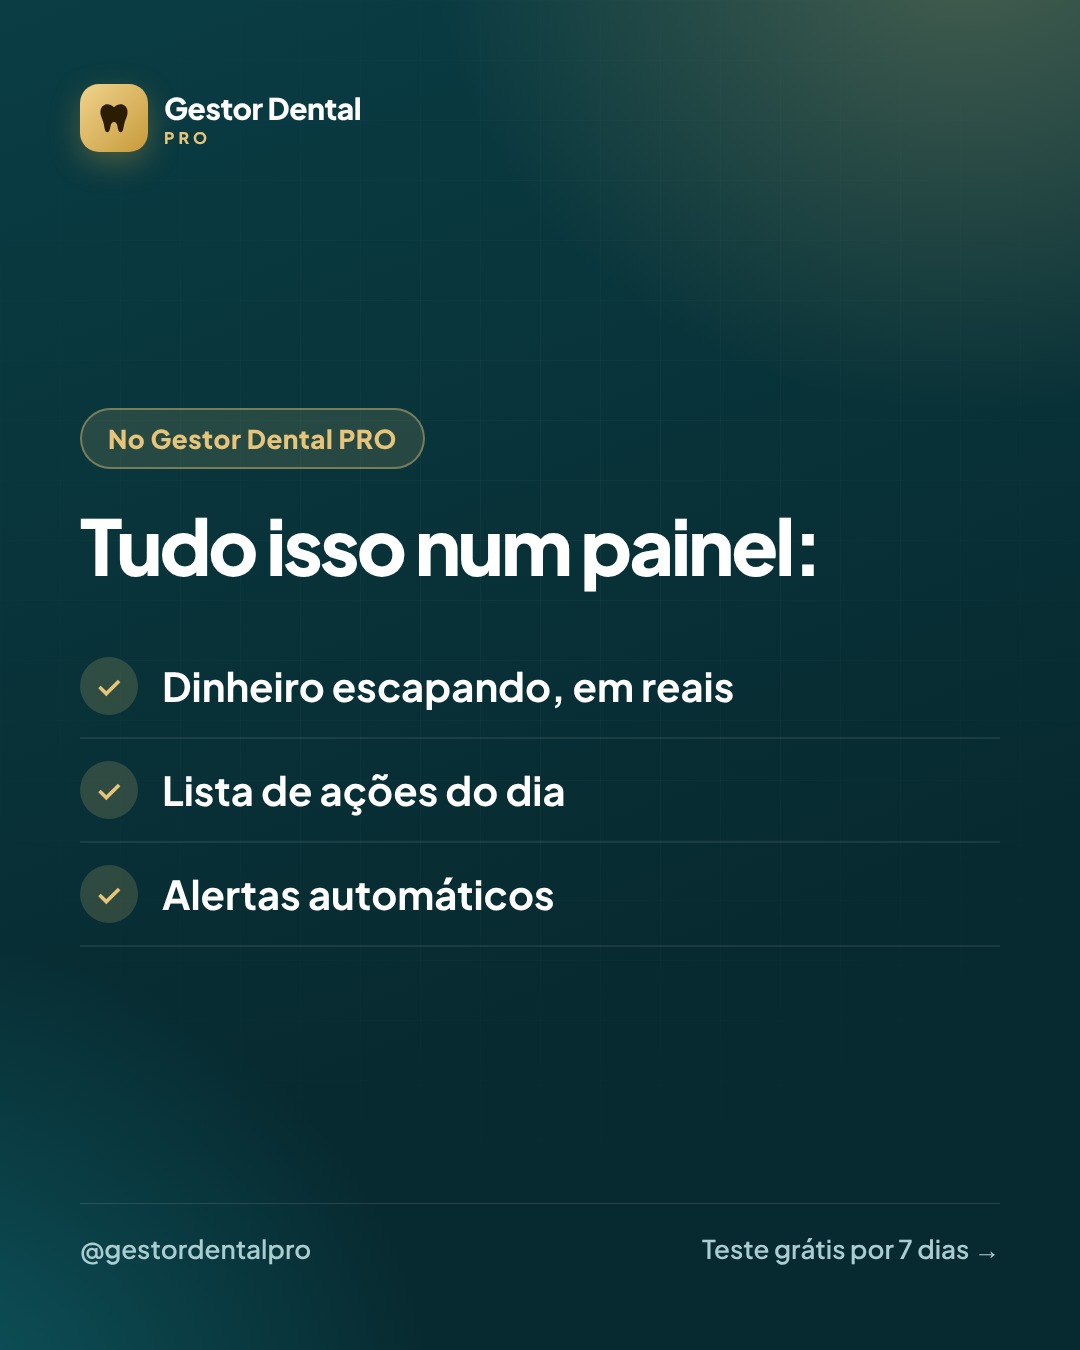 Gestor Dental
PRO
No Gestor Dental PRO
Tudo isso num painel:
Dinheiro escapando, em reais
Lista de ações do dia
Alertas automáticos
@gestordentalpro
Teste grátis por 7 dias →